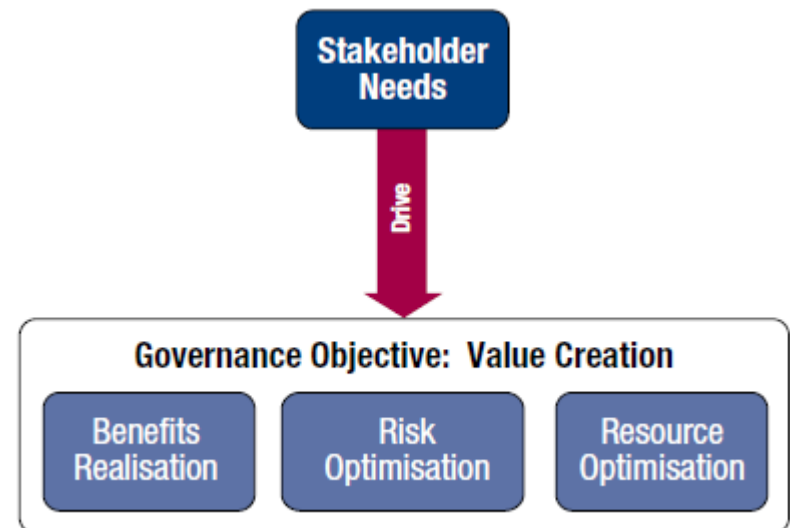 Stakeholder
Needs
Drive
Governance Objective: Value Creation
Benefits
Realisation
Risk
Optimisation
Resource
Optimisation